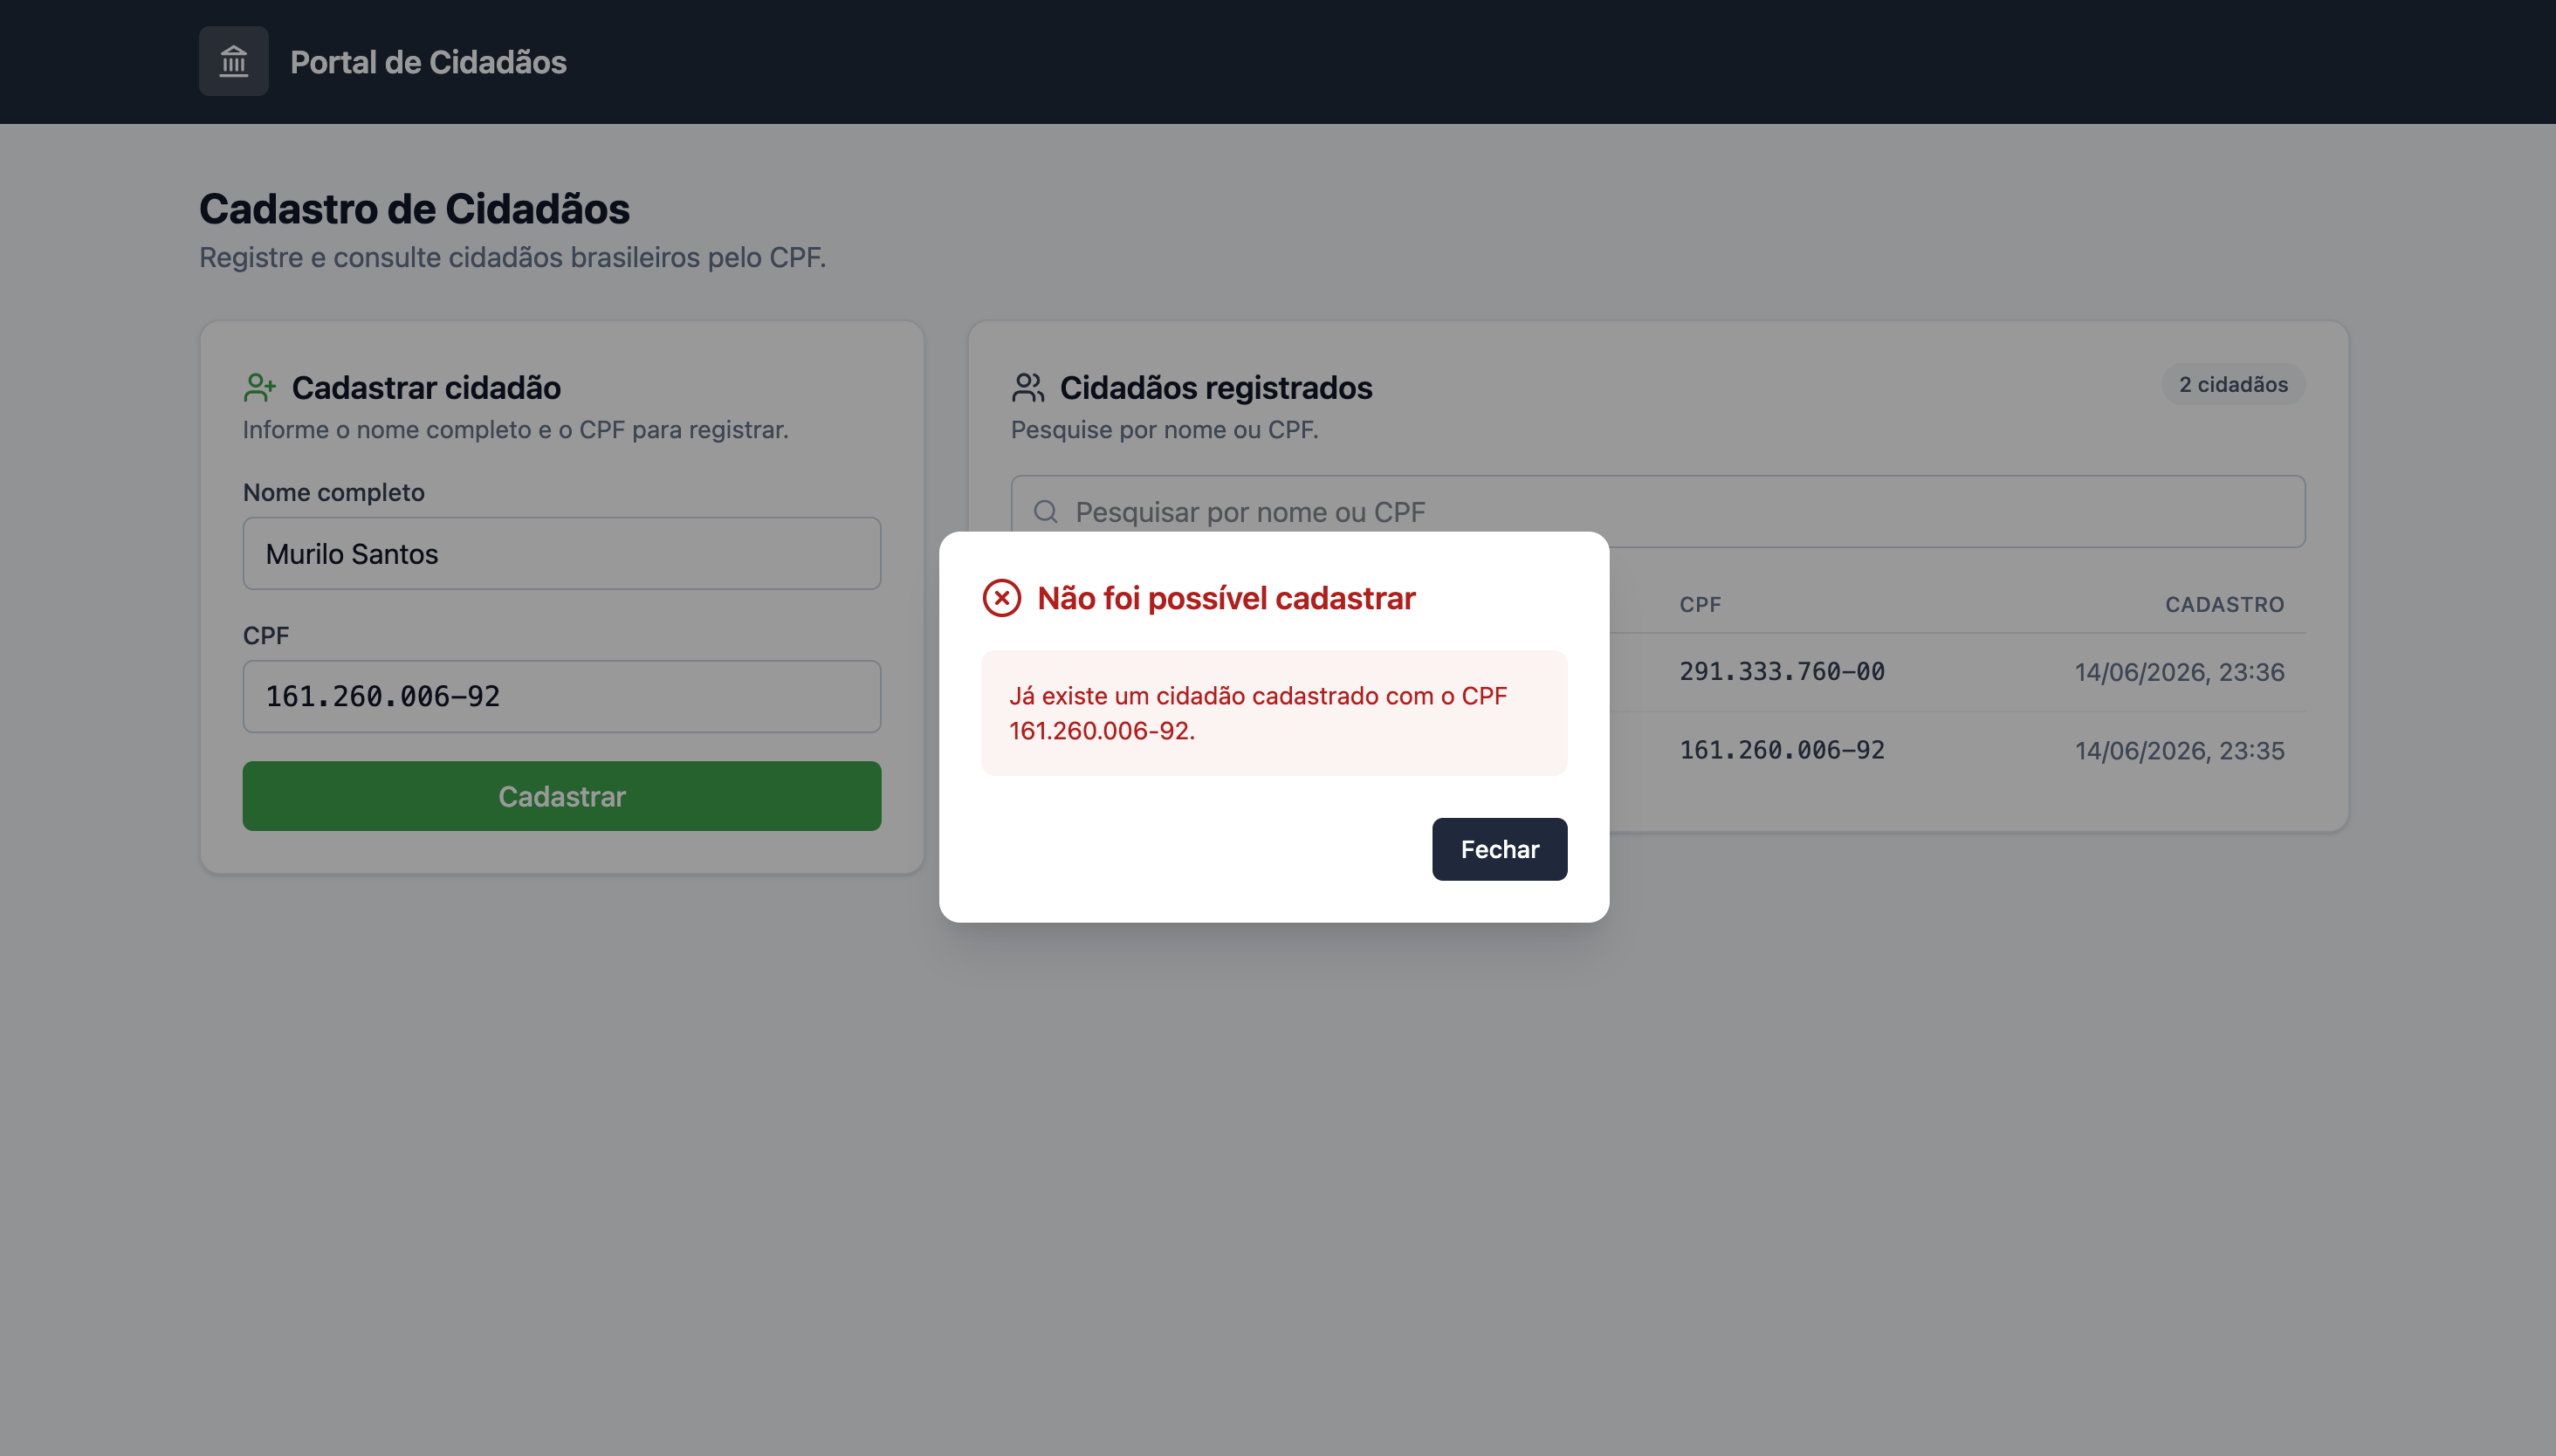 Portal de Cidadãos
Cadastro de Cidadãos
Registre e consulte cidadãos brasileiros pelo CPF.
Cadastrar cidadão
Informe o nome completo e o CPF para registrar.
Nome completo
Murilo Santos
CPF
161.260.006-92
Cadastrar
Cidadãos registrados
2 cidadãos
Pesquise por nome ou CPF.
Pesquisar por nome ou CPF
CPF CADASTRO
291.333.760-00 14/06/2026, 23:36
161.260.006-92 14/06/2026, 23:35
Não foi possível cadastrar
Já existe um cidadão cadastrado com o CPF
161.260.006-92.
Fechar